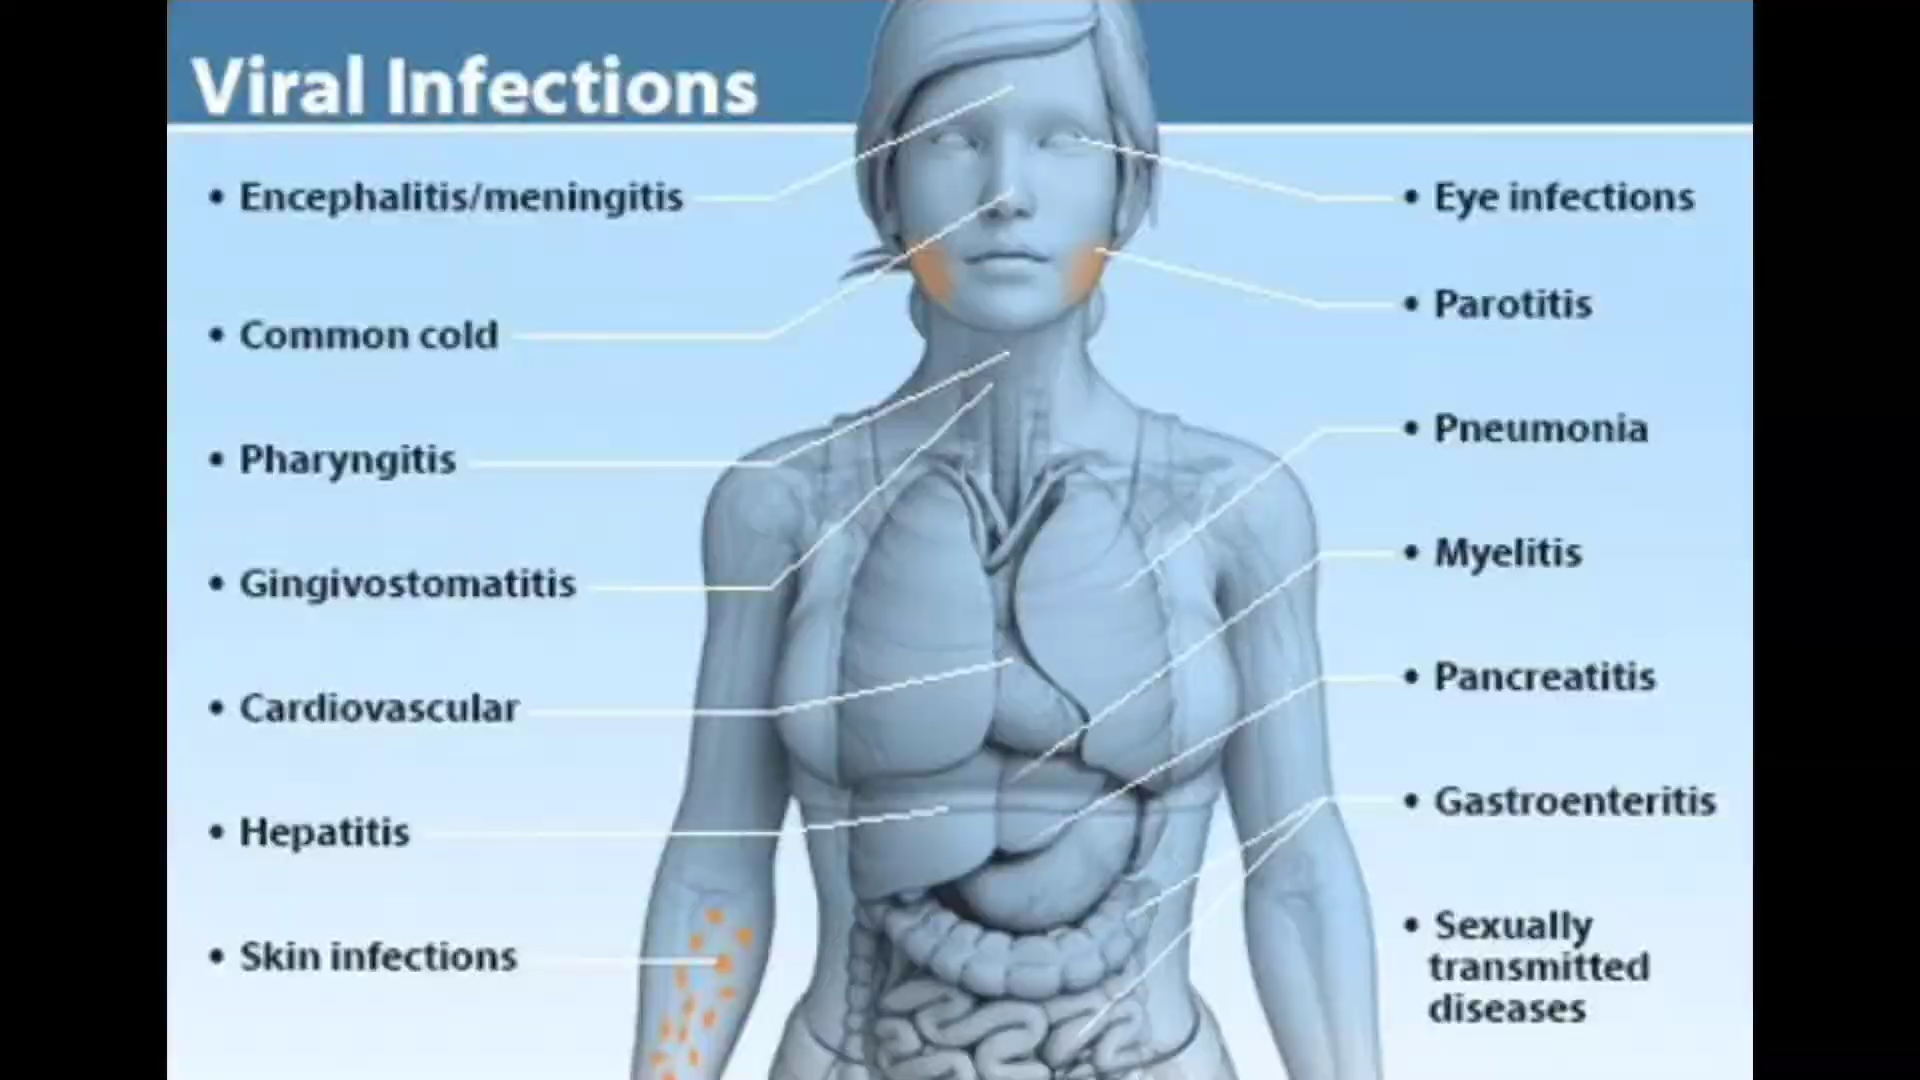 Viral Infections
• Encephalitis/meningitis
• Common cold
• Pharyngitis
• Gingivostomatitis
• Cardiovascular
• Hepatitis
• Skin infections
• Eye infections
• Parotitis
• Pneumonia
• Myelitis
• Pancreatitis
• Gastroenteritis
• Sexually
transmitted
diseases